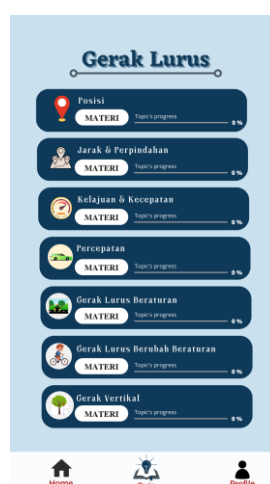 Gerak Lurus
Posisi
MATERI
Topic's progress
0 %
Jarak & Perpindahan
MATERI
Topic's progress
0 %
Kelajuan & Kecepatan
MATERI
Topic's progress
0 %
Percepatan
MATERI
Topic's progress
0 %
Gerak Lurus Beraturan
MATERI
Topic's progress
0 %
Gerak Lurus Berubah Beraturan
MATERI
Topic's progress
0 %
Gerak Vertikal
MATERI
Topic's progress
0 %
Home
Quiz
Profile